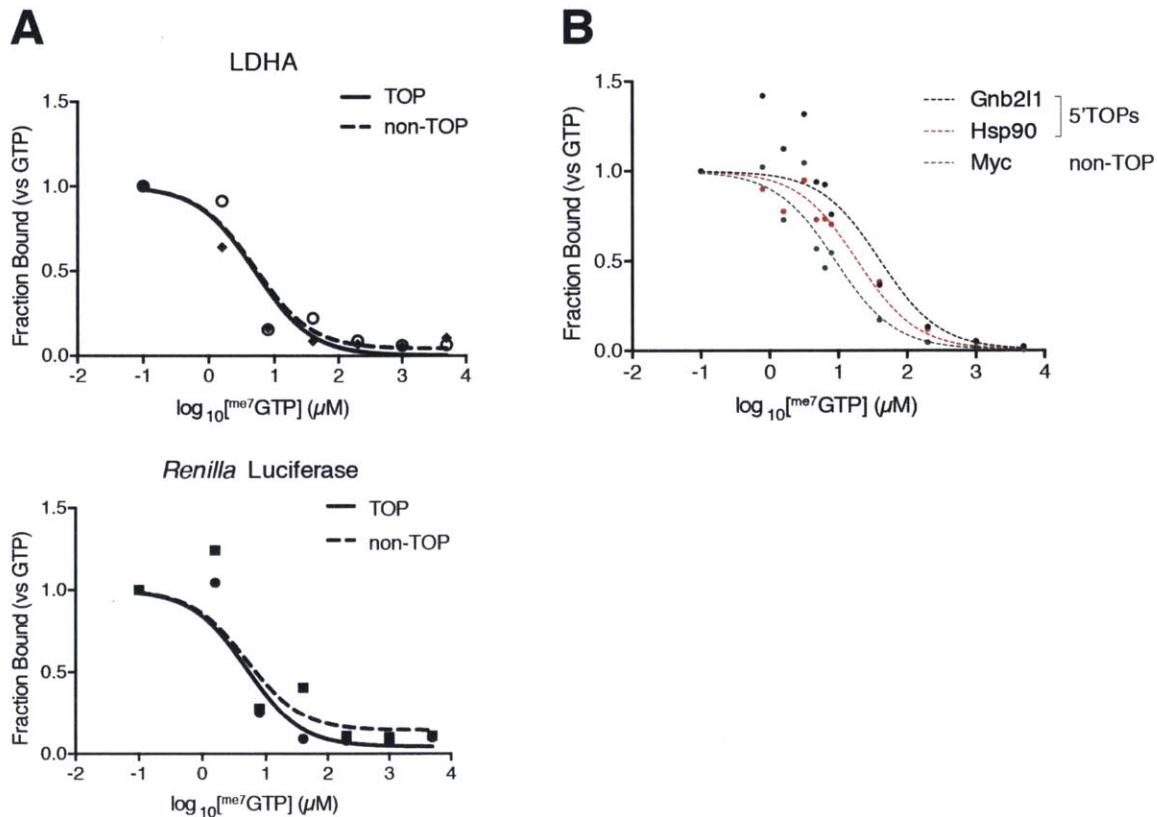 A
LDHA
TOP
non-TOP
1.5
1.0
0.5
0.0
Fraction Bound (vs GTP)
-2 -1 0 1 2 3 4
log10[me7GTP] (µM)
Renilla Luciferase
TOP
non-TOP
1.5
1.0
0.5
0.0
Fraction Bound (vs GTP)
-2 -1 0 1 2 3 4
log10[me7GTP] (µM)
B
Gnb2l1
Hsp90
5'TOPs
Myc non-TOP
1.5
1.0
0.5
0.0
Fraction Bound (vs GTP)
-2 -1 0 1 2 3 4
log10[me7GTP] (µM)